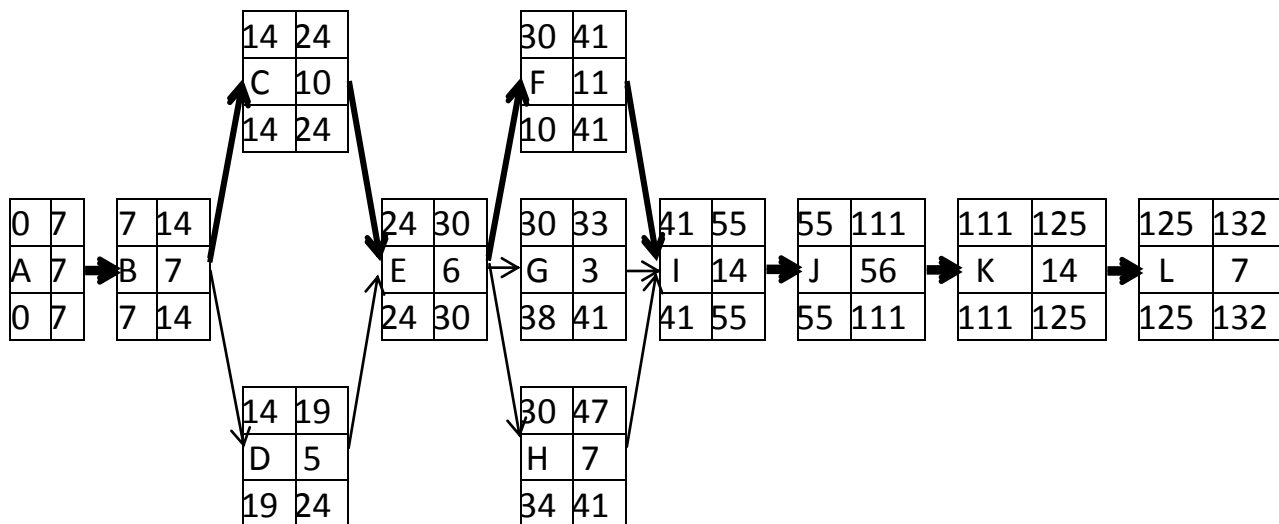 14 24
C 10
14 24
30 41
F 11
10 41
0 7
A 7
0 7
7 14
B 7
7 14
24 30
E 6
24 30
30 33
G 3
38 41
41 55
I 14
41 55
55 111
J 56
55 111
111 125
K 14
111 125
125 132
L 7
125 132
14 19
D 5
19 24
30 47
H 7
34 41